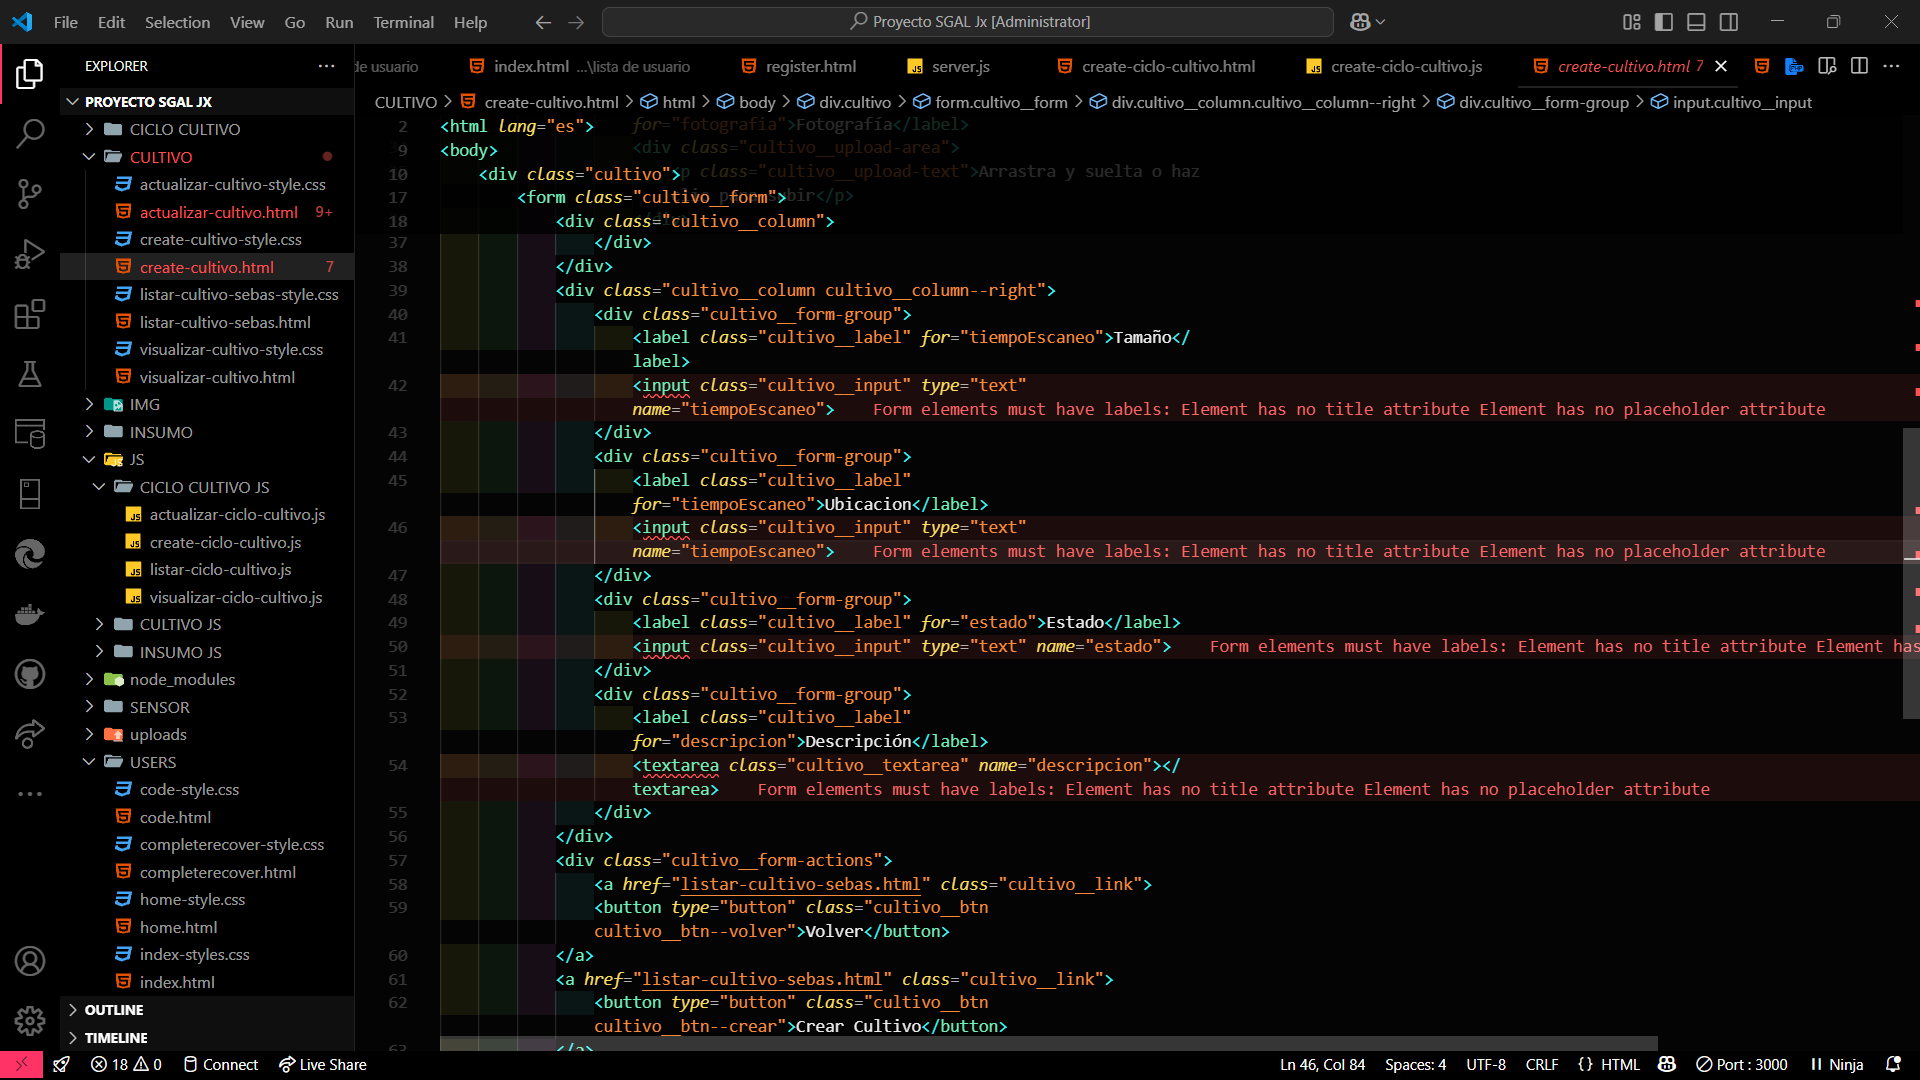 File Edit Selection View Go Run Terminal Help
Proyecto SGAL Jx [Administrator]
EXPLORER
de usuario
index.html ...\lista de usuario
register.html
server.js
create-ciclo-cultivo.html
create-ciclo-cultivo.js
create-cultivo.html 7
CULTIVO > create-cultivo.html > html > body > div.cultivo > form.cultivo__form > div.cultivo__column.cultivo__column--right > div.cultivo__form-group > input.cultivo__input
PROYECTO SGAL JX
CICLO CULTIVO
CULTIVO
actualizar-cultivo-style.css
actualizar-cultivo.html 9+
create-cultivo-style.css
create-cultivo.html 7
listar-cultivo-sebas-style.css
listar-cultivo-sebas.html
visualizar-cultivo-style.css
visualizar-cultivo.html
IMG
INSUMO
JS
CICLO CULTIVO JS
actualizar-ciclo-cultivo.js
create-ciclo-cultivo.js
listar-ciclo-cultivo.js
visualizar-ciclo-cultivo.js
CULTIVO JS
INSUMO JS
node_modules
SENSOR
uploads
USERS
code-style.css
code.html
completerecover-style.css
completerecover.html
home-style.css
home.html
index-styles.css
index.html
OUTLINE
TIMELINE
for="fotografia">Fotografía</label>
<div class="cultivo__upload-area">
class="cultivo__upload-text">Arrastra y suelta o haz
subir</p>
2 <html lang="es">
9 <body>
10 <div class="cultivo">
17 <form class="cultivo__form">
18 <div class="cultivo__column">
37 </div>
38 </div>
39 <div class="cultivo__column cultivo__column--right">
40 <div class="cultivo__form-group">
41 <label class="cultivo__label" for="tiempoEscaneo">Tamaño</
label>
42 <input class="cultivo__input" type="text"
name="tiempoEscaneo"> Form elements must have labels: Element has no title attribute Element has no placeholder attribute
43 </div>
44 <div class="cultivo__form-group">
45 <label class="cultivo__label"
for="tiempoEscaneo">Ubicacion</label>
46 <input class="cultivo__input" type="text"
name="tiempoEscaneo"> Form elements must have labels: Element has no title attribute Element has no placeholder attribute
47 </div>
48 <div class="cultivo__form-group">
49 <label class="cultivo__label" for="estado">Estado</label>
50 <input class="cultivo__input" type="text" name="estado"> Form elements must have labels: Element has no title attribute Element has
51 </div>
52 <div class="cultivo__form-group">
53 <label class="cultivo__label"
for="descripcion">Descripción</label>
54 <textarea class="cultivo__textarea" name="descripcion"></
textarea> Form elements must have labels: Element has no title attribute Element has no placeholder attribute
55 </div>
56 </div>
57 <div class="cultivo__form-actions">
58 <a href="listar-cultivo-sebas.html" class="cultivo__link">
59 <button type="button" class="cultivo__btn
cultivo__btn--volver">Volver</button>
60 </a>
61 <a href="listar-cultivo-sebas.html" class="cultivo__link">
62 <button type="button" class="cultivo__btn
cultivo__btn--crear">Crear Cultivo</button>
63 </a>
18 0 Connect Live Share
Ln 46, Col 84 Spaces: 4 UTF-8 CRLF {} HTML Port : 3000 Ninja